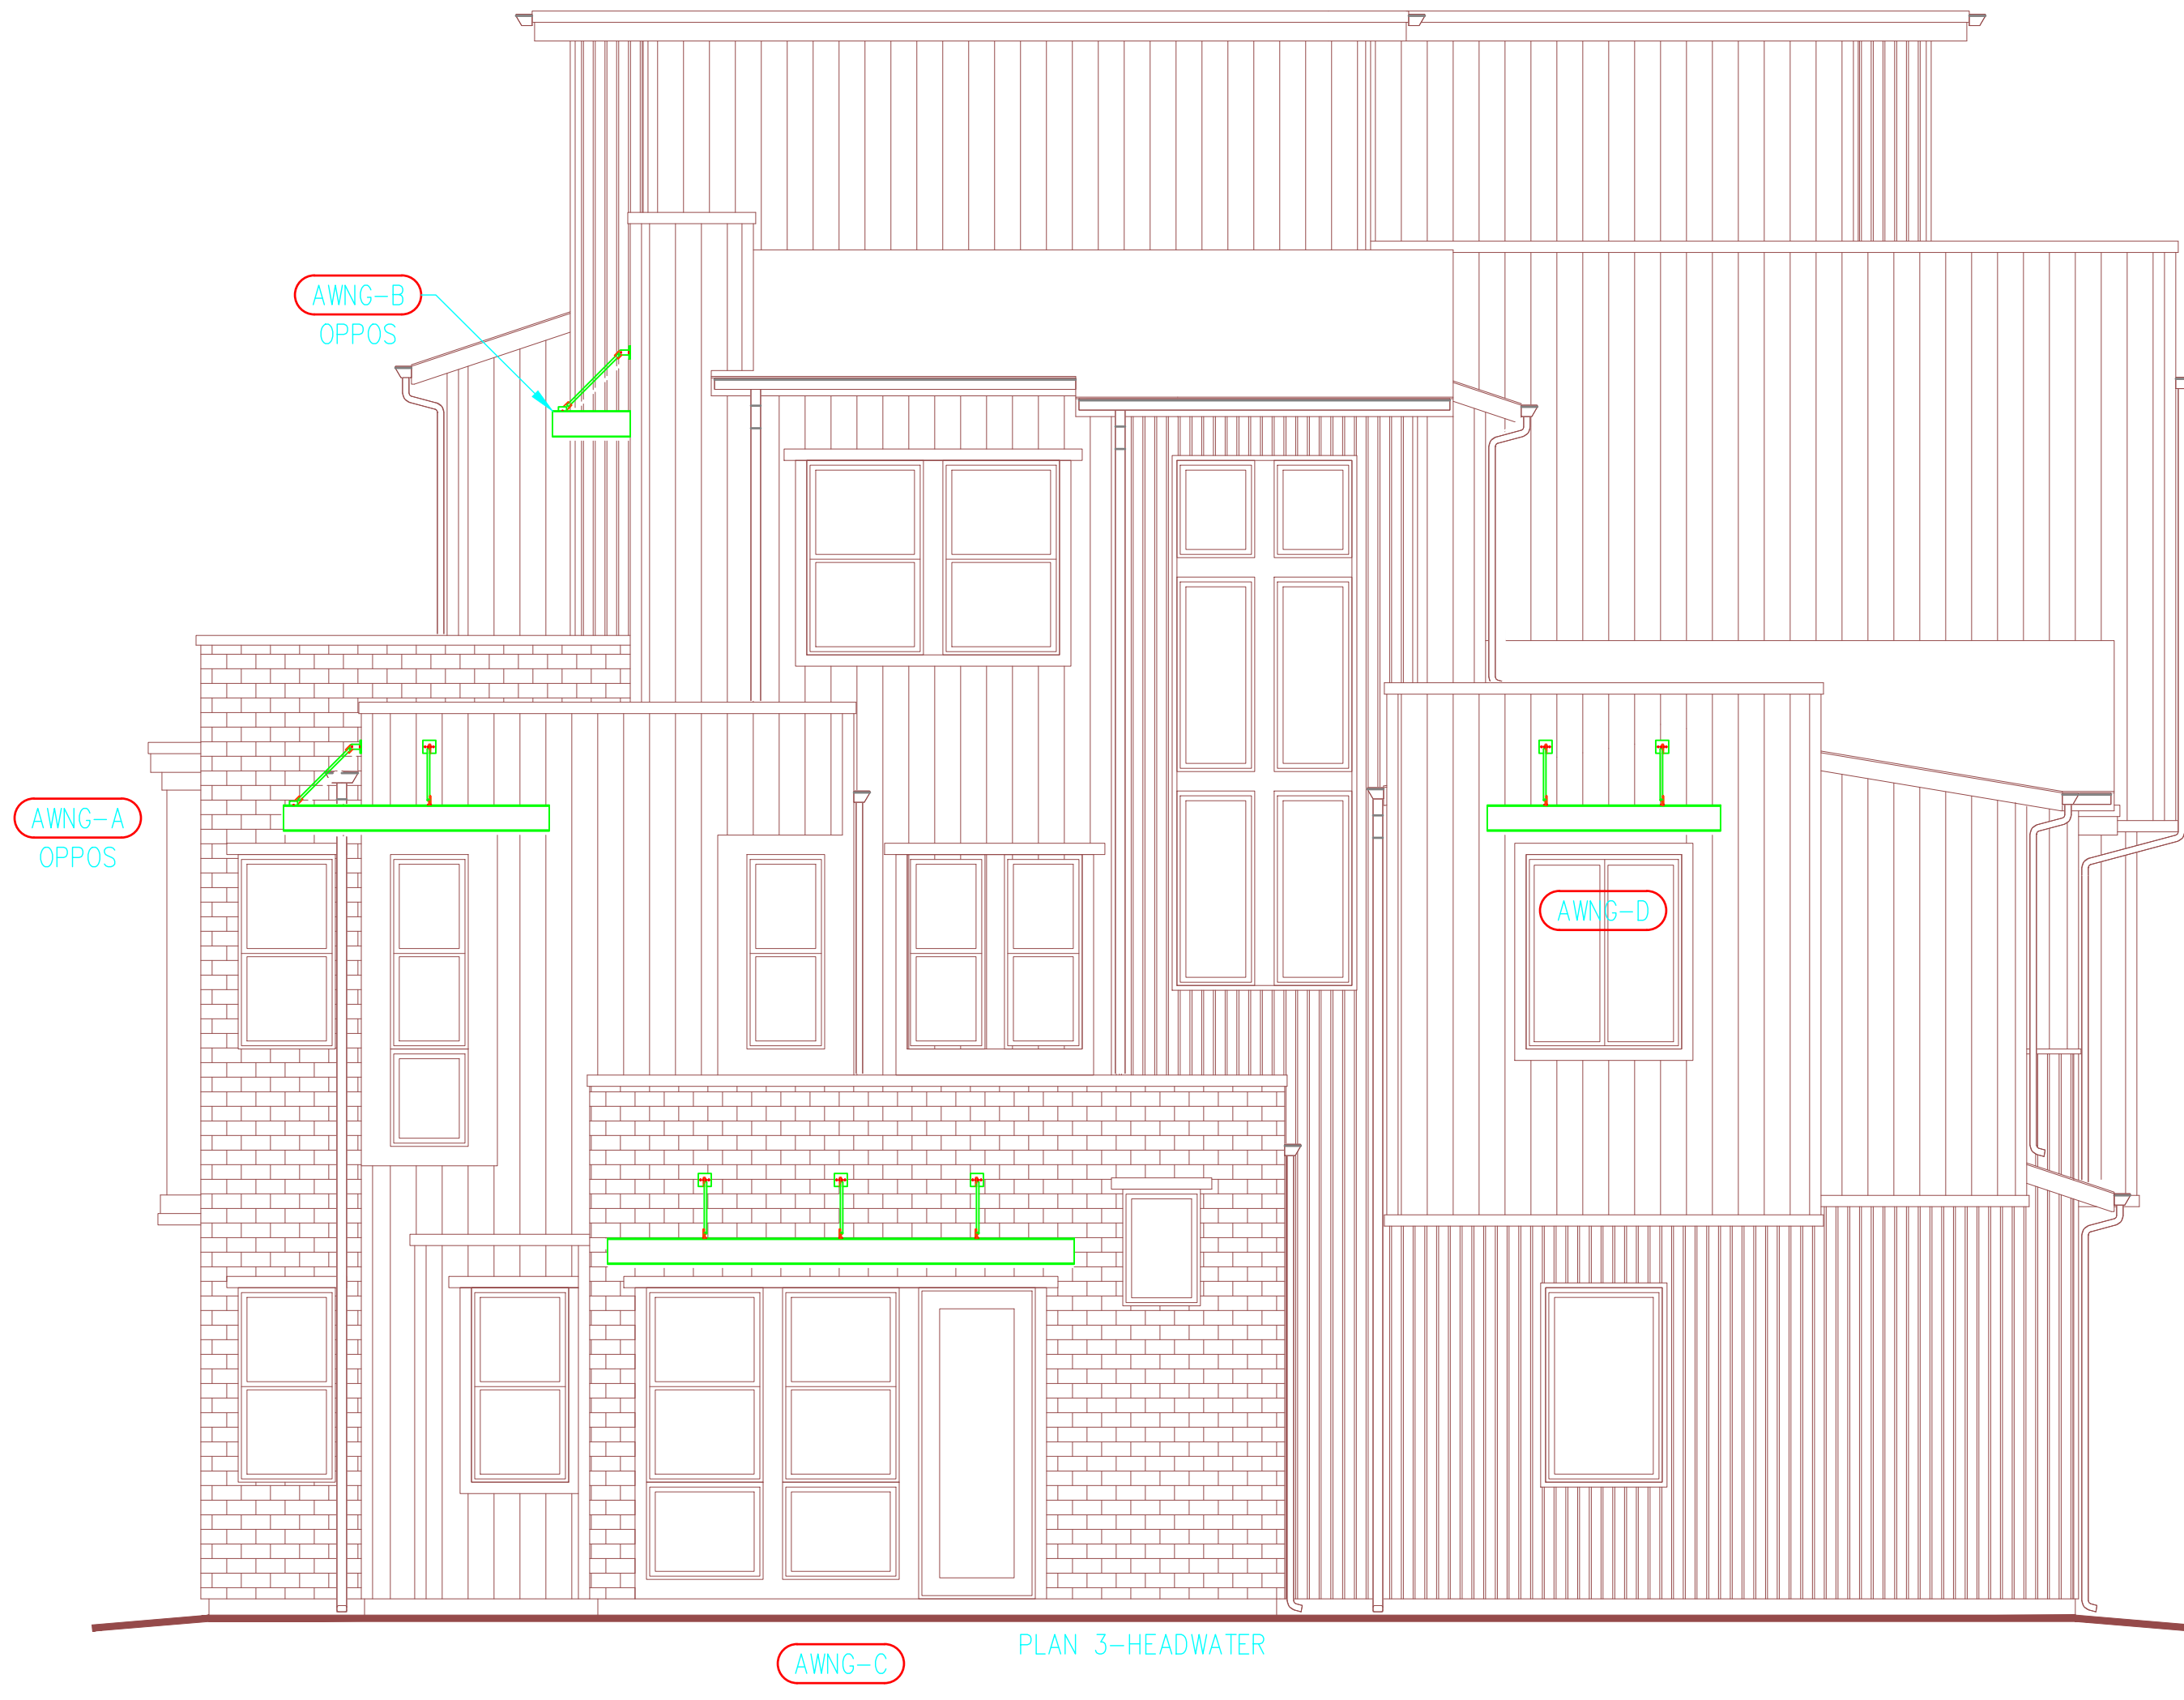 AWNG-B
OPPOS
AWNG-A
OPPOS
AWNG-D
PLAN 3-HEADWATER
AWNG-C